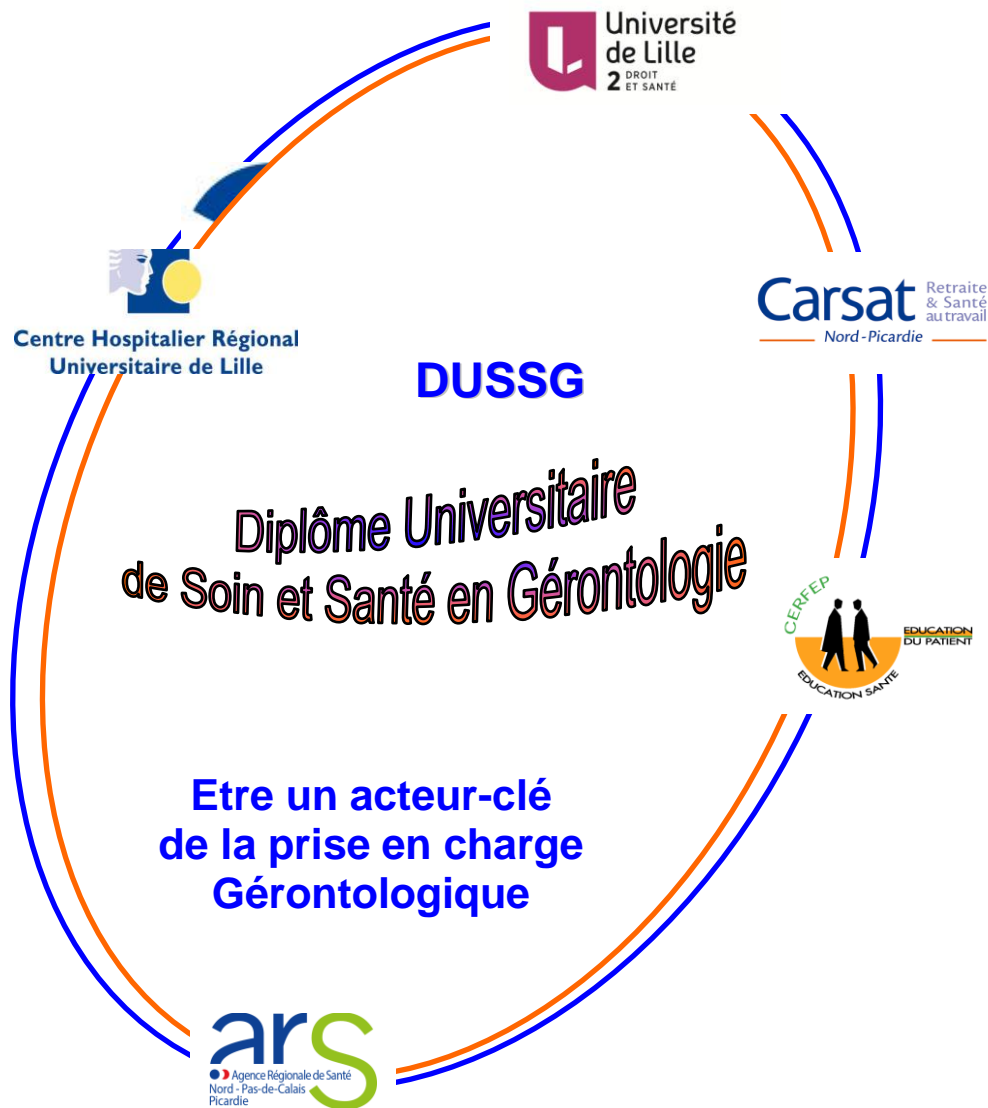 Université
de Lille
2 DROIT
ET SANTÉ
Centre Hospitalier Régional
Universitaire de Lille
Carsat Retraite
& Santé
au travail
Nord-Picardie
DUSSG
Diplôme Universitaire
de Soin et Santé en Gérontologie
CERFEP
EDUCATION
DU PATIENT
EDUCATION SANTE
Etre un acteur-clé
de la prise en charge
Gérontologique
ars
Agence Régionale de Santé
Nord - Pas-de-Calais
Picardie